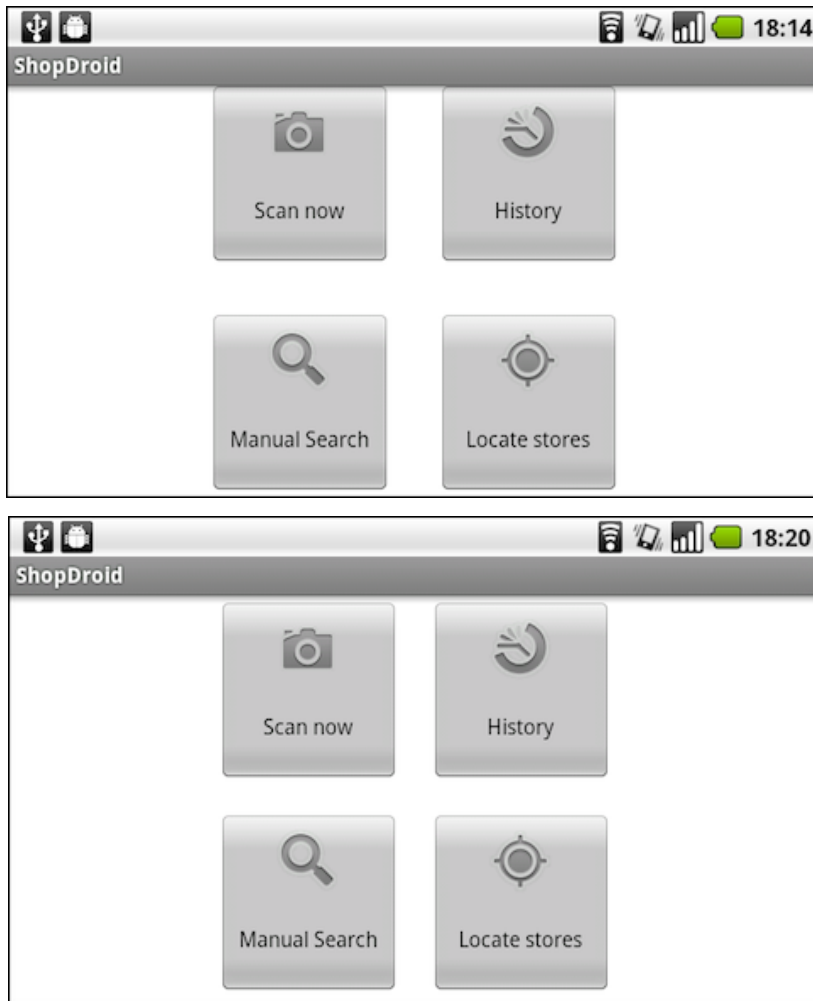 18:14
ShopDroid
Scan now History
Manual Search Locate stores
18:20
ShopDroid
Scan now History
Manual Search Locate stores